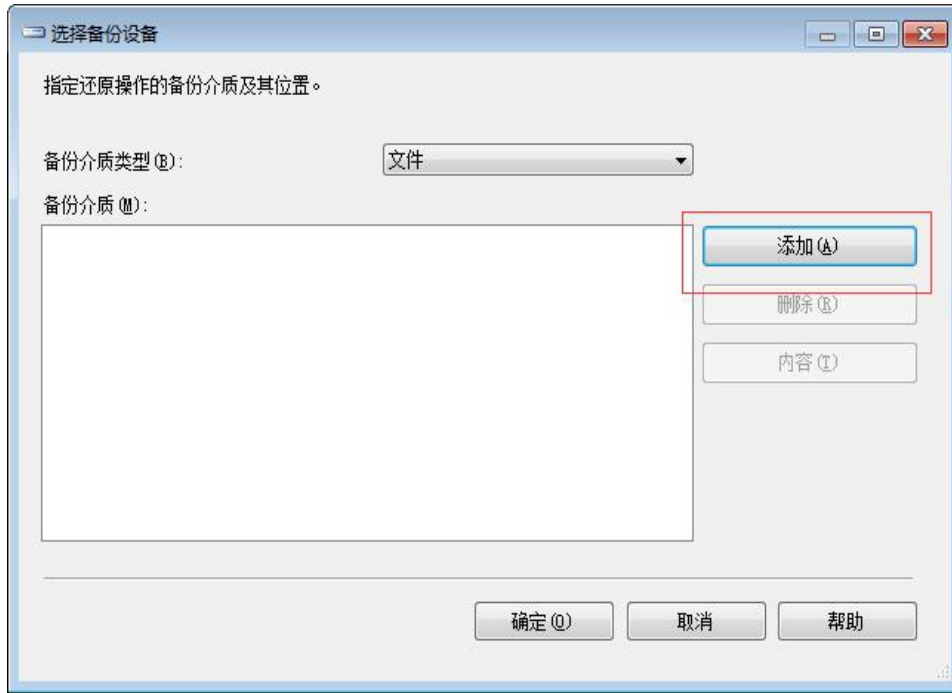 选择备份设备
指定还原操作的备份介质及其位置。
备份介质类型(B):
文件
备份介质(M):
添加(A)
删除(R)
内容(T)
确定(O)
取消
帮助